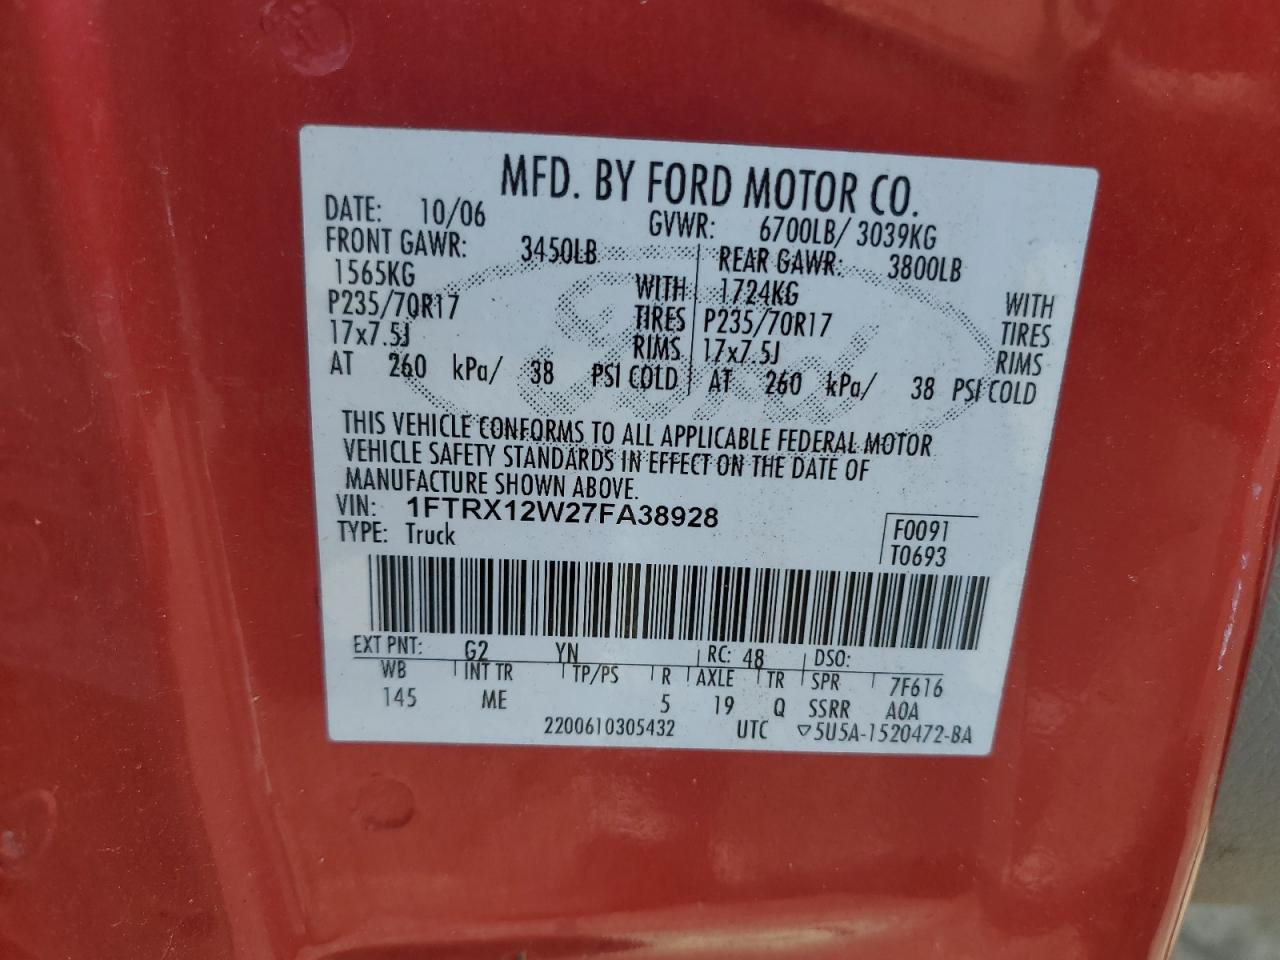 MFD. BY FORD MOTOR CO.
DATE: 10/06 GVWR: 6700LB/ 3039KG
FRONT GAWR: 3450LB REAR GAWR: 3800LB
1565KG WITH 1724KG WITH
P235/70R17 TIRES P235/70R17 TIRES
17x7.5J RIMS 17x7.5J RIMS
AT 260 kPa/ 38 PSI COLD AT 260 kPa/ 38 PSI COLD
THIS VEHICLE CONFORMS TO ALL APPLICABLE FEDERAL MOTOR
VEHICLE SAFETY STANDARDS IN EFFECT ON THE DATE OF
MANUFACTURE SHOWN ABOVE.
VIN: 1FTRX12W27FA38928
TYPE: Truck
F0091
T0693
EXT PNT: G2 YN RC: 48 DSO:
WB INT TR TP/PS R AXLE TR SPR 7F616
145 ME 5 19 Q SSRR AOA
2200610305432 UTC ▽5U5A-1520472-BA
Ford